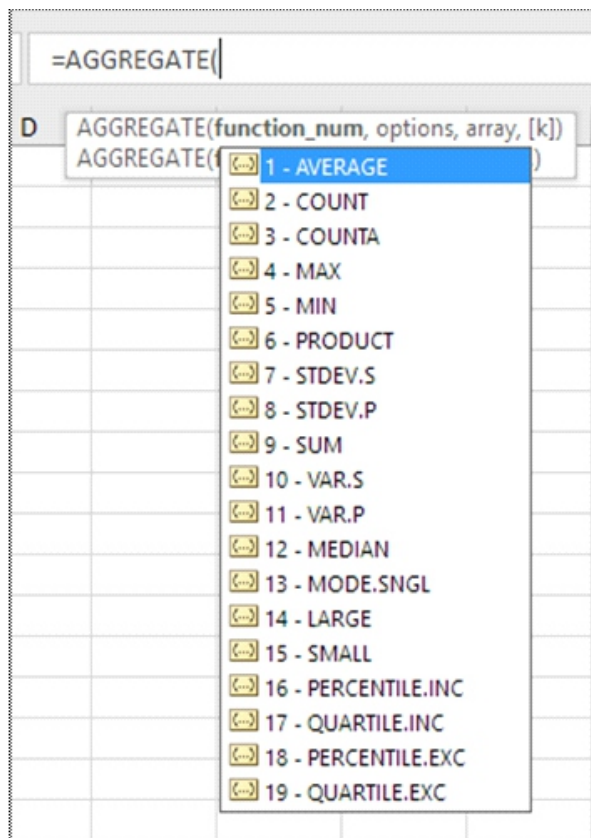 =AGGREGATE(
D
AGGREGATE(function_num, options, array, [k])
AGGREGATE(
)
1 - AVERAGE
2 - COUNT
3 - COUNTA
4 - MAX
5 - MIN
6 - PRODUCT
7 - STDEV.S
8 - STDEV.P
9 - SUM
10 - VAR.S
11 - VAR.P
12 - MEDIAN
13 - MODE.SNGL
14 - LARGE
15 - SMALL
16 - PERCENTILE.INC
17 - QUARTILE.INC
18 - PERCENTILE.EXC
19 - QUARTILE.EXC